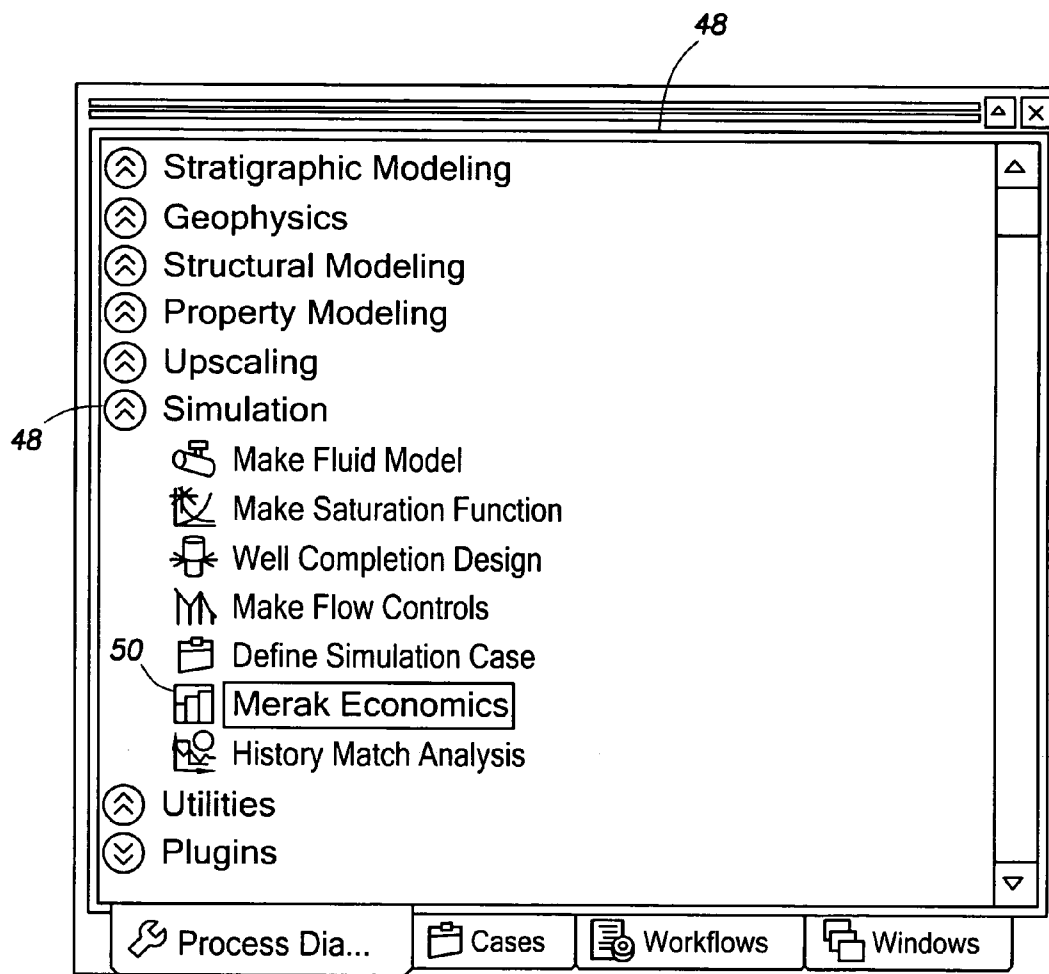 48
Stratigraphic Modeling
Geophysics
Structural Modeling
Property Modeling
Upscaling
48 Simulation
Make Fluid Model
Make Saturation Function
Well Completion Design
Make Flow Controls
50 Define Simulation Case
Merak Economics
History Match Analysis
Utilities
Plugins
Process Dia... Cases Workflows Windows